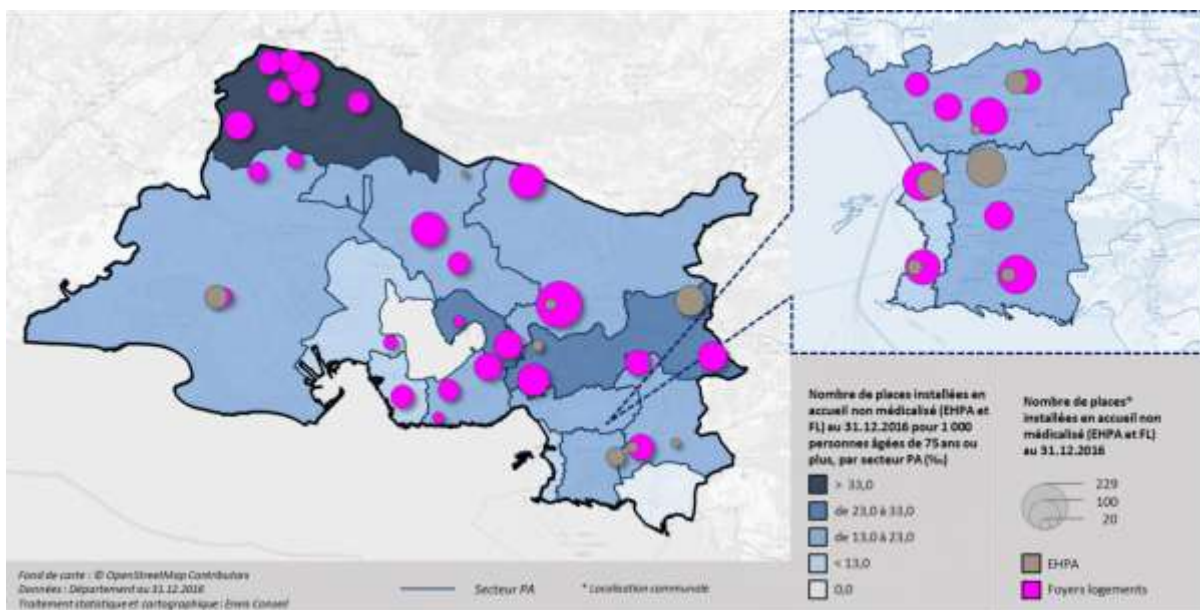 Nombre de places installées en
accueil non médicalisé (EHPA et
FL) au 31.12.2016 pour 1 000
personnes âgées de 75 ans ou
plus, par secteur PA (‰)
> 33,0
de 23,0 à 33,0
de 13,0 à 23,0
< 13,0
0,0
Nombre de places*
installées en accueil non
médicalisé (EHPA et FL)
au 31.12.2016
229
100
20
EHPA
Foyers logements
Fond de carte : © OpenStreetMap Contributors
Données : Département au 31.12.2016
Traitement statistique et cartographique : Eneis Conseil
Secteur PA
* Localisation communale